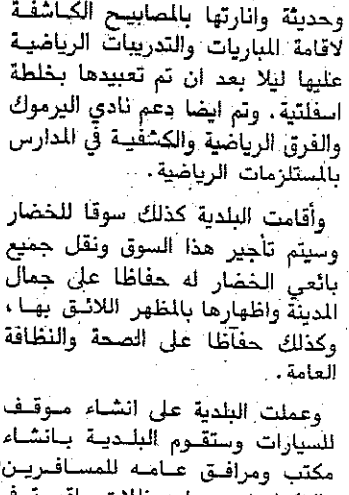 وحديثة وانارتها بالمصابيح الكاشفة
لاقامة المباريات والتدريبات الرياضية
عليها ليلا بعد ان تم تعبيدها بخلطة
اسفلتية. وتم ايضا دعم نادي اليرموك
والفرق الرياضية والكشفية في المدارس
بالمستلزمات الرياضية.
وأقامت البلدية كذلك سوقا للخضار
وسيتم تأجير هذا السوق ونقل جميع
بائعي الخضار له حفاظا على جمال
المدينة واظهارها بالمظهر اللائق بها،
وكذلك حفاظا على الصحة والنظافة
العامة.
وعملت البلدية على انشاء موقف
للسيارات وستقوم البلدية بانشاء
مكتب ومرافق عامه للمسافرين